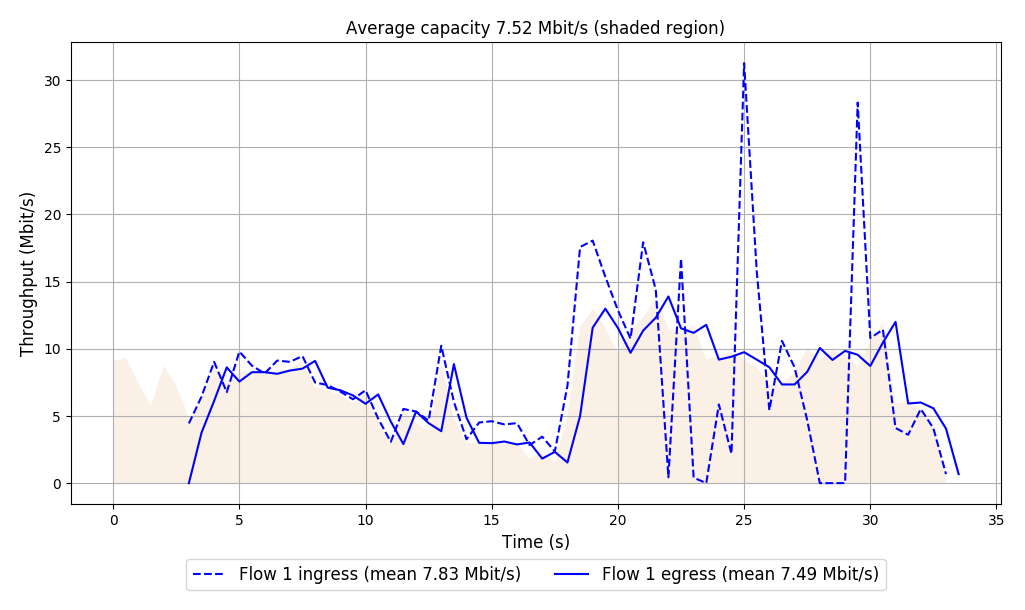 Average capacity 7.52 Mbit/s (shaded region)
Throughput (Mbit/s)
30
25
20
15
10
5
0
0 5 10 15 20 25 30 35
Time (s)
Flow 1 ingress (mean 7.83 Mbit/s) Flow 1 egress (mean 7.49 Mbit/s)